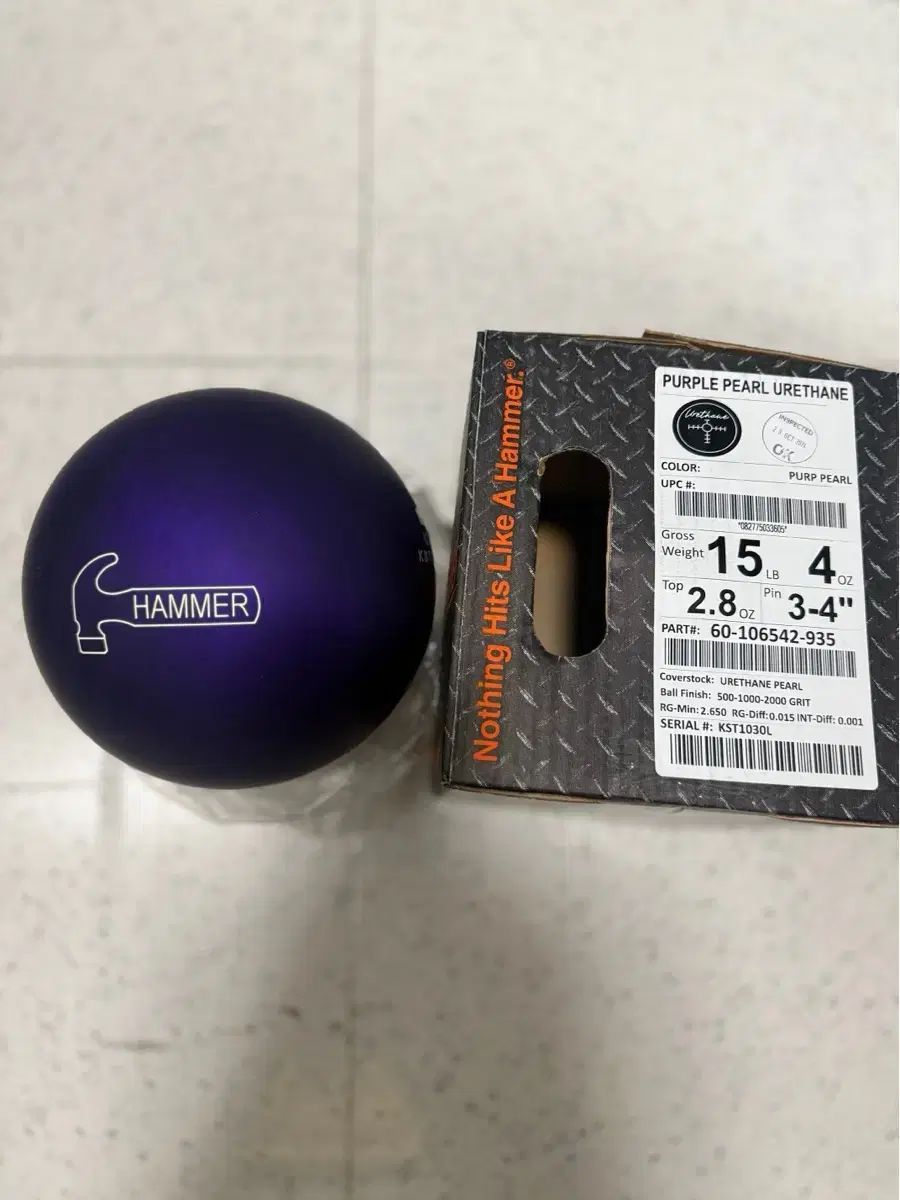 HAMMER
Nothing Hits Like A Hammer.®
PURPLE PEARL URETHANE
Urethane
INSPECTED
OK
COLOR: PURP PEARL
UPC #:
*082775033605*
Gross Weight 15 LB 4 OZ
Top 2.8 OZ Pin 3-4"
PART#: 60-106542-935
Coverstock: URETHANE PEARL
Ball Finish: 500-1000-2000 GRIT
RG-Min: 2.650 RG-Diff: 0.015 INT-Diff: 0.001
SERIAL #: KST1030L